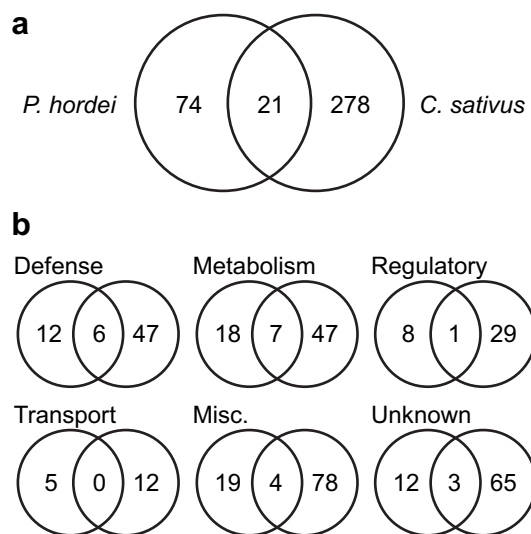 a
P. hordei 74 21 278 C. sativus
b
Defense Metabolism Regulatory
12 6 47 18 7 47 8 1 29
Transport Misc. Unknown
5 0 12 19 4 78 12 3 65